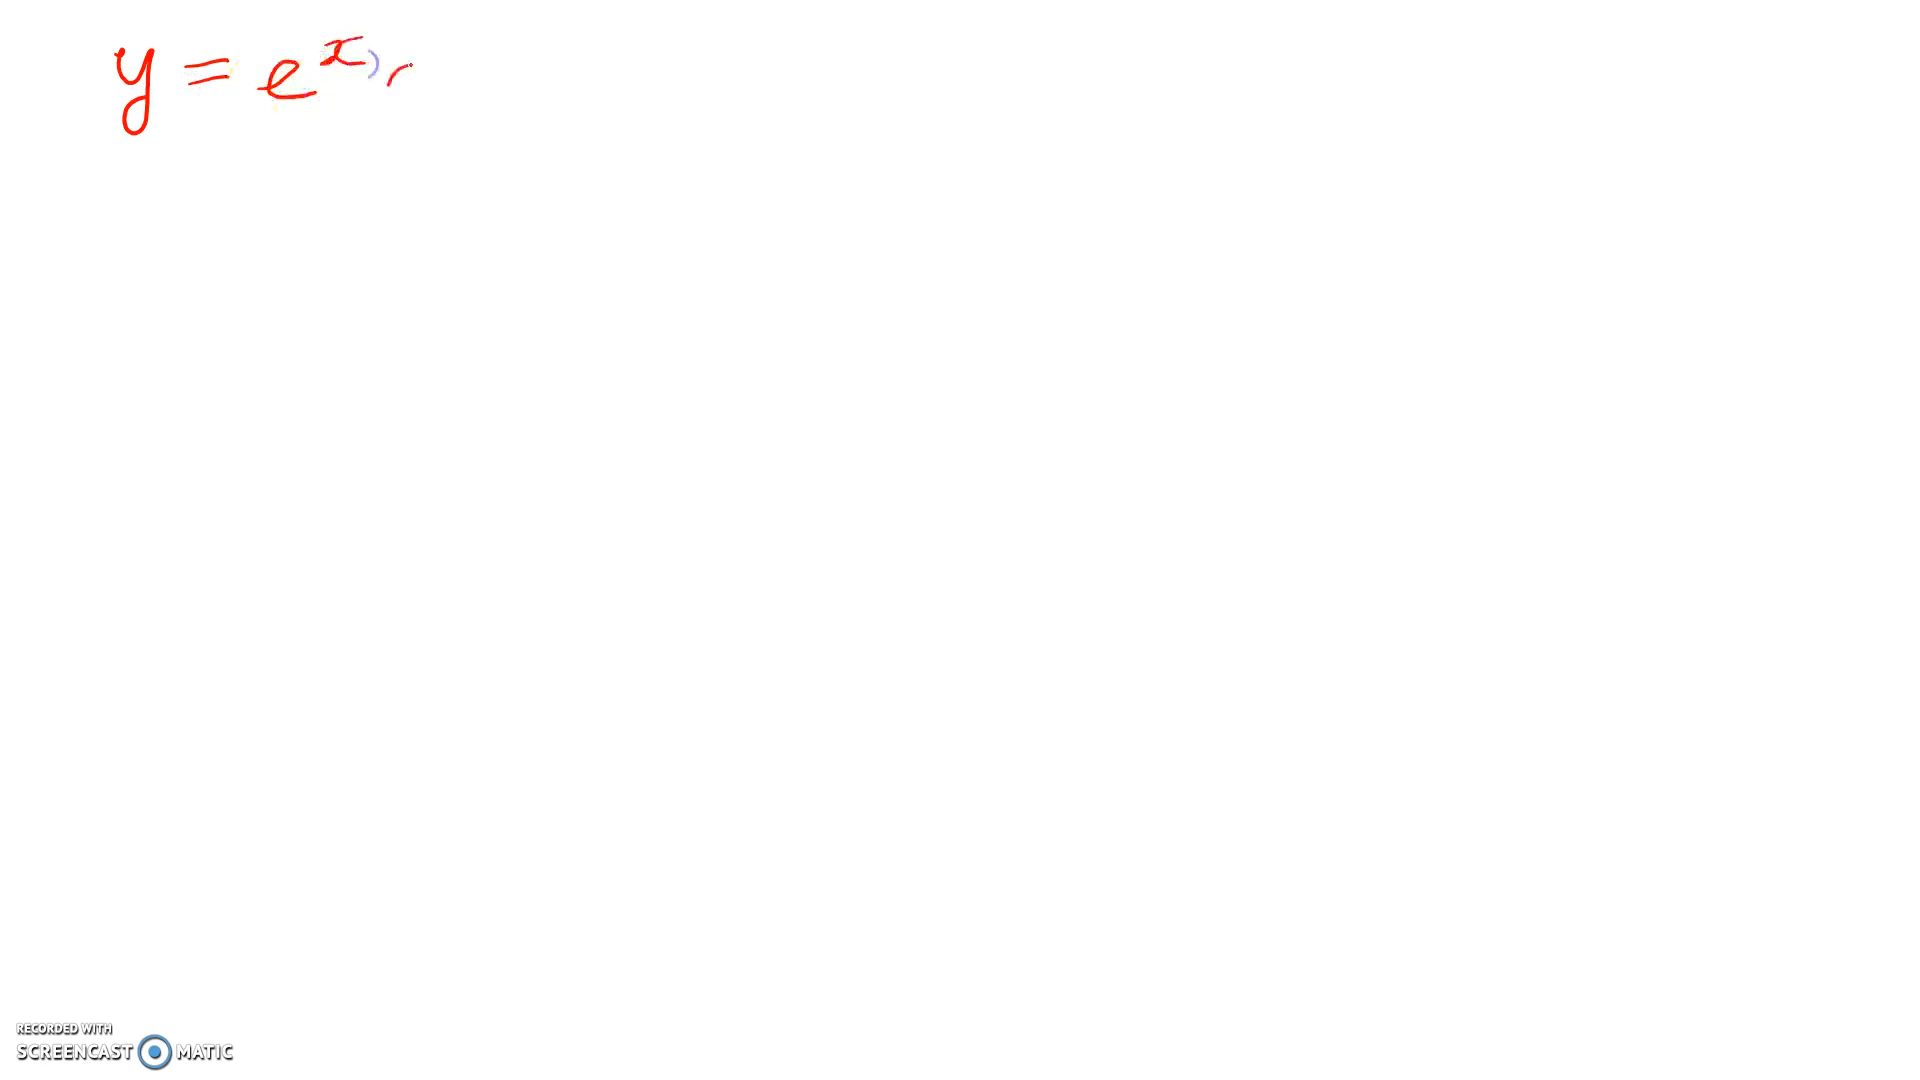 y = e^x
RECORDED WITH
SCREENCAST MATIC